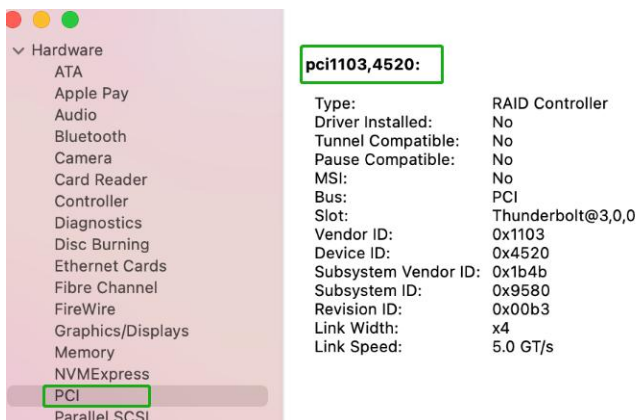 Hardware
ATA
Apple Pay
Audio
Bluetooth
Camera
Card Reader
Controller
Diagnostics
Disc Burning
Ethernet Cards
Fibre Channel
FireWire
Graphics/Displays
Memory
NVMExpress
PCI
Parallel SCSI
pci1103,4520:
Type: RAID Controller
Driver Installed: No
Tunnel Compatible: No
Pause Compatible: No
MSI: No
Bus: PCI
Slot: Thunderbolt@3,0,0
Vendor ID: 0x1103
Device ID: 0x4520
Subsystem Vendor ID: 0x1b4b
Subsystem ID: 0x9580
Revision ID: 0x00b3
Link Width: x4
Link Speed: 5.0 GT/s